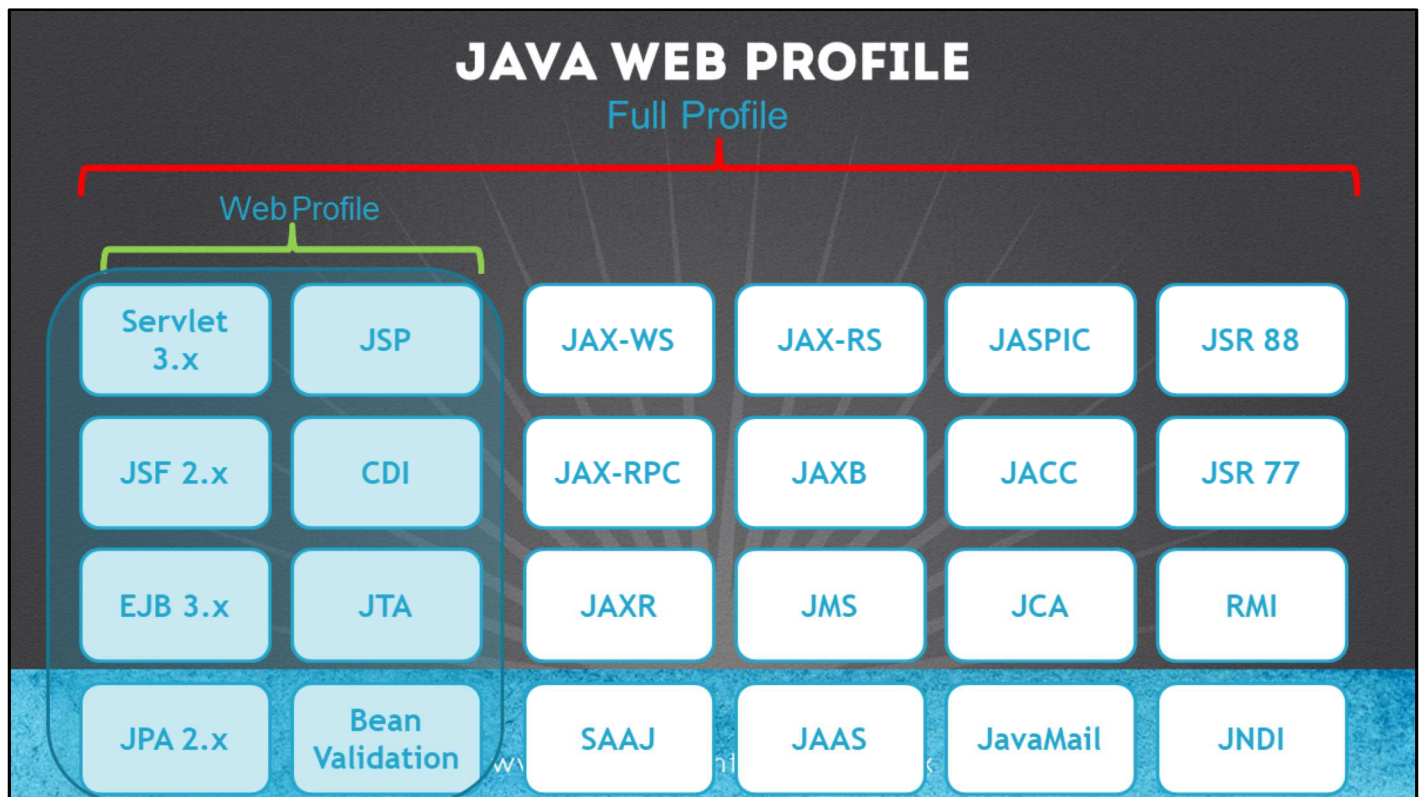 JAVA WEB PROFILE
Full Profile
Web Profile
Servlet
3.x
JSP
JAX-WS
JAX-RS
JASPIC
JSR 88
JSF 2.x
CDI
JAX-RPC
JAXB
JACC
JSR 77
EJB 3.x
JTA
JAXR
JMS
JCA
RMI
JPA 2.x
Bean
Validation
SAAJ
JAAS
JavaMail
JNDI